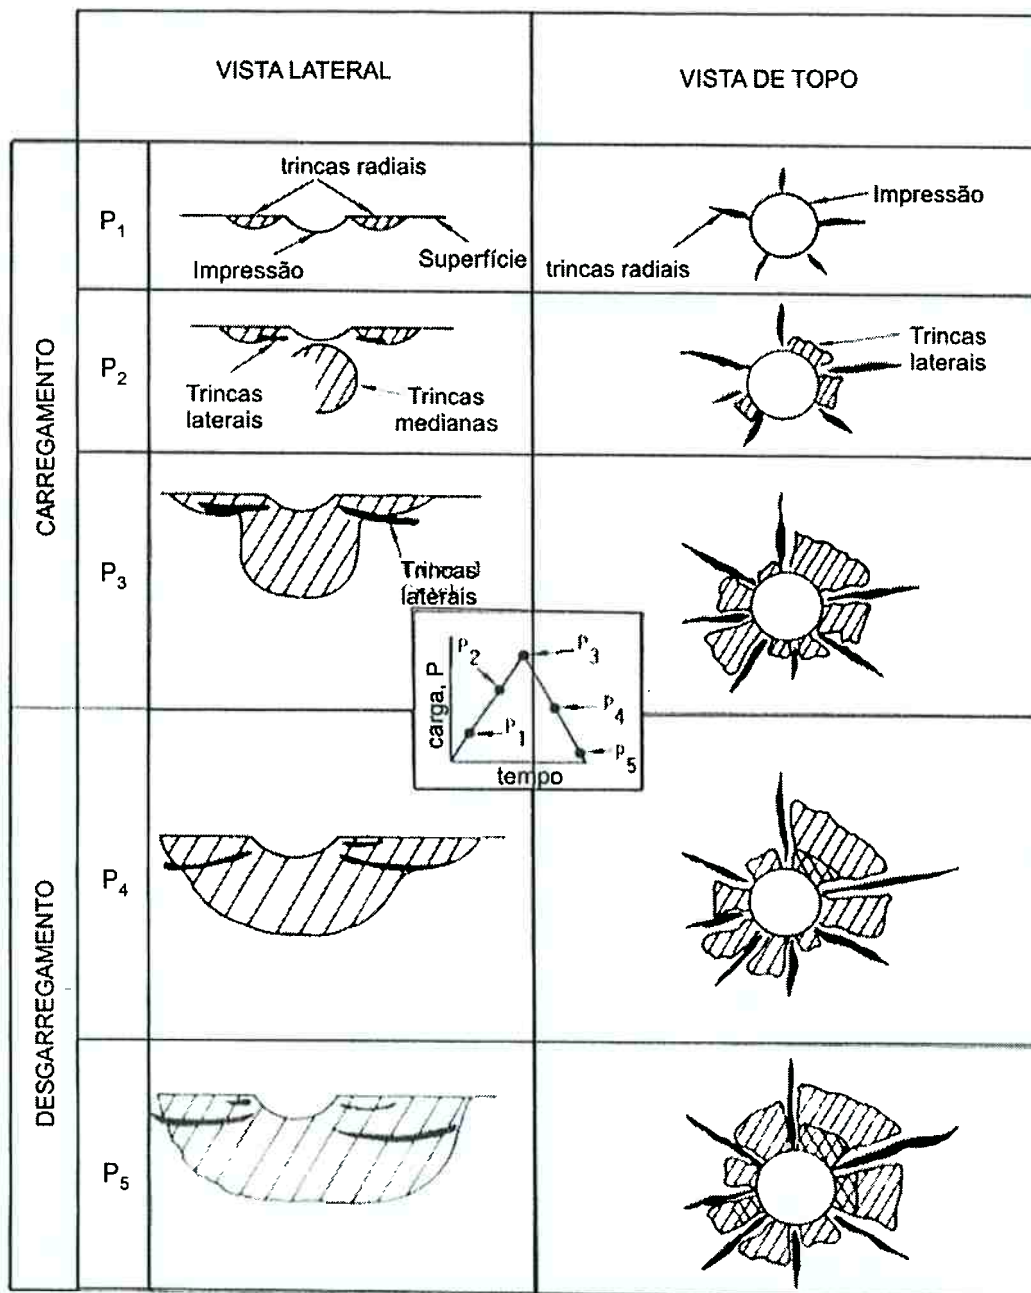 VISTA LATERAL
VISTA DE TOPO
CARREGAMENTO
P1
trincas radiais
Impressão
Superfície
Impressão
trincas radiais
P2
Trincas
laterais
Trincas
medianas
Trincas
laterais
P3
Trincas
laterais
carga, P
P2
P3
P1
P4
P5
tempo
DESGARREGAMENTO
P4
P5